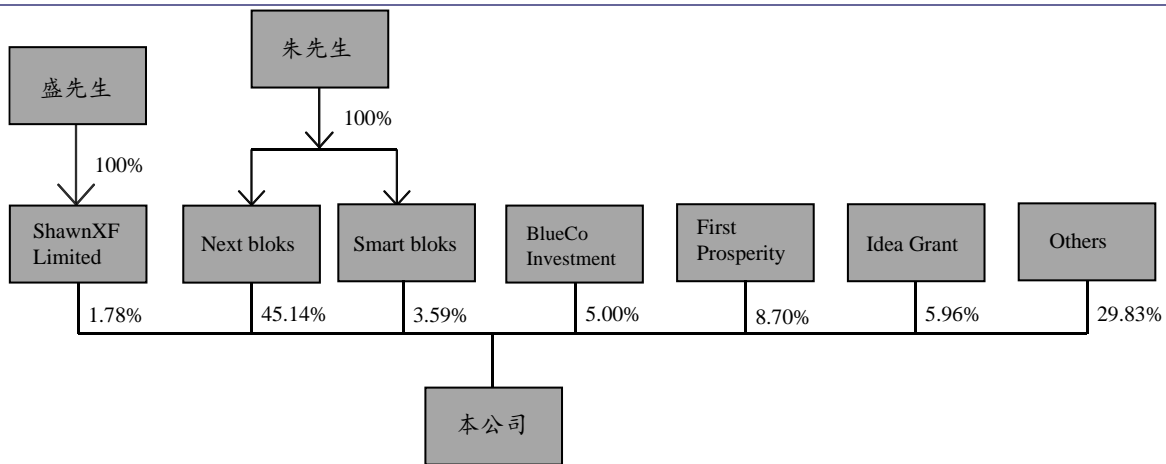 朱先生
盛先生
100%
100%
ShawnXF
Limited
Next bloks
Smart bloks
BlueCo
Investment
First
Prosperity
Idea Grant
Others
1.78%
45.14%
3.59%
5.00%
8.70%
5.96%
29.83%
本公司